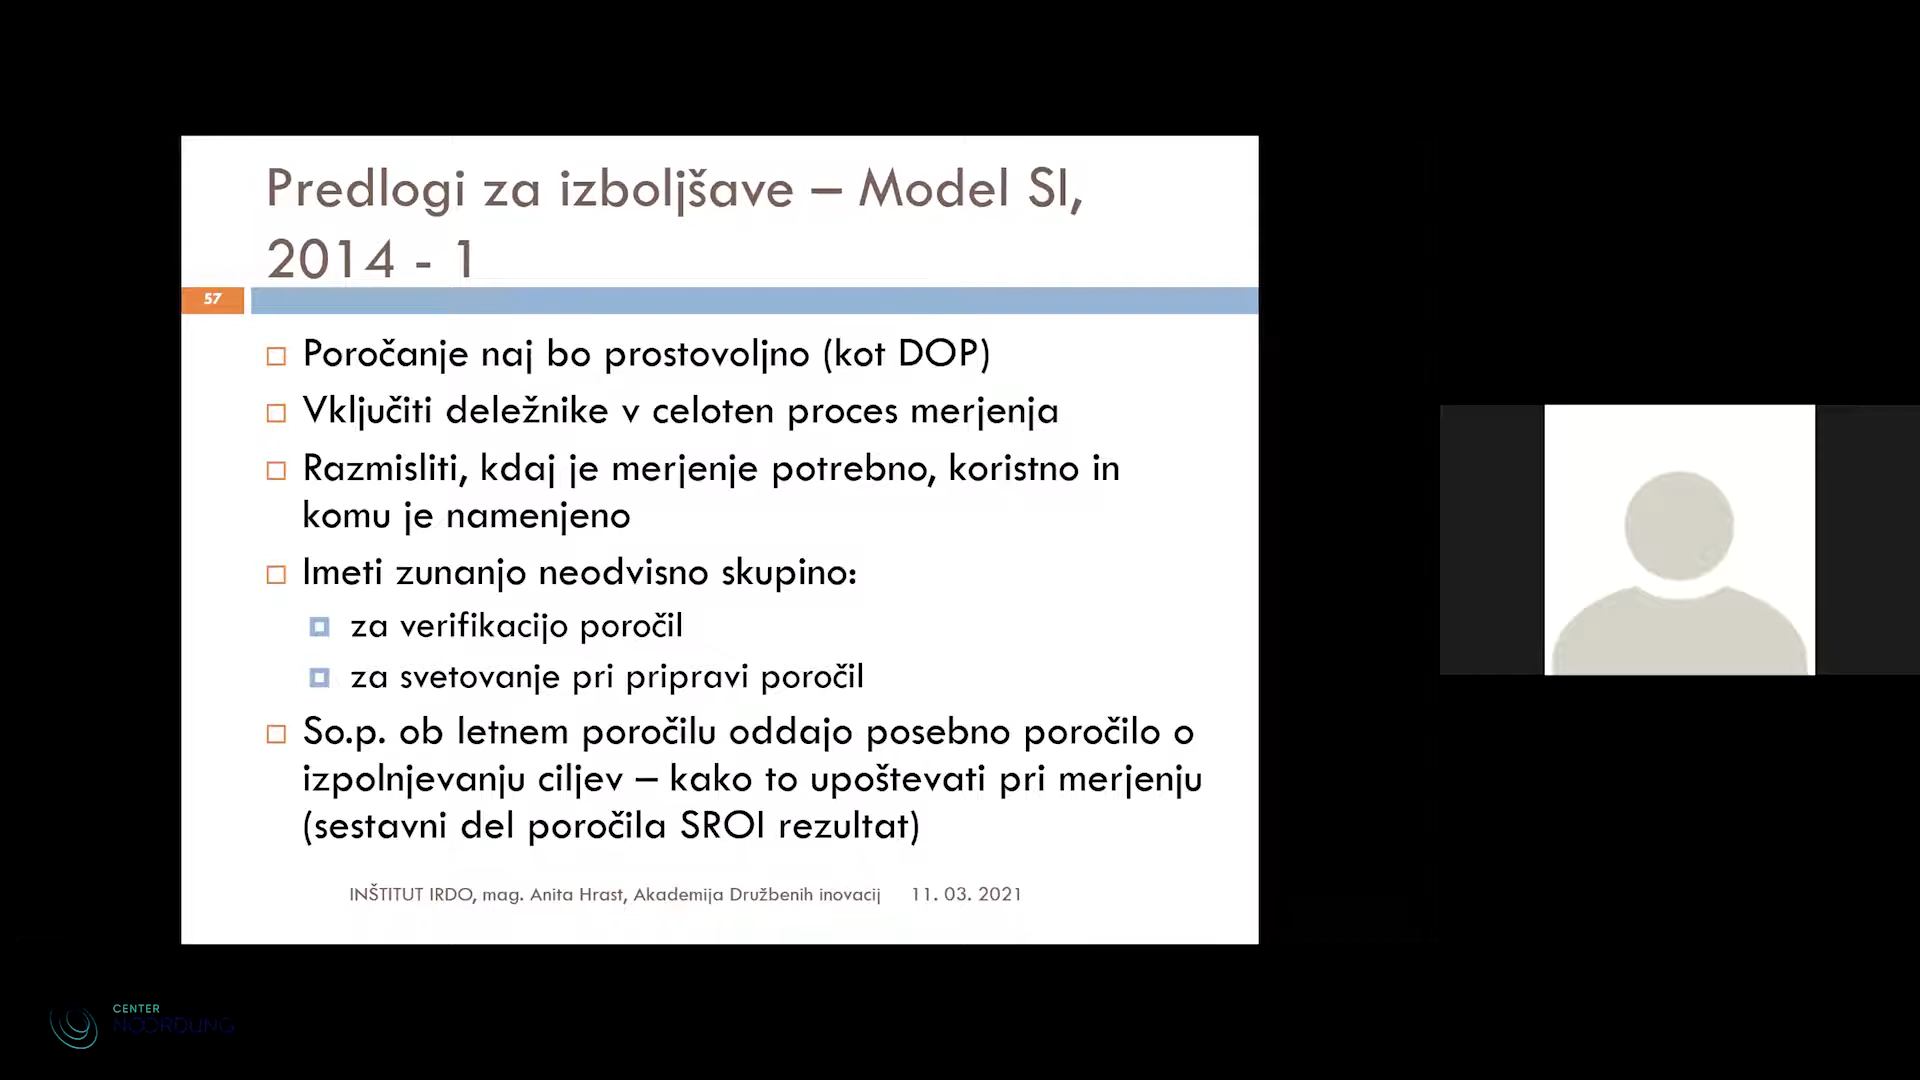 Predlogi za izboljšave – Model SI,
2014 - 1
57
Poročanje naj bo prostovoljno (kot DOP)
Vključiti deležnike v celoten proces merjenja
Razmisliti, kdaj je merjenje potrebno, koristno in
komu je namenjeno
Imeti zunanjo neodvisno skupino:
za verifikacijo poročil
za svetovanje pri pripravi poročil
So.p. ob letnem poročilu oddajo posebno poročilo o
izpolnjevanju ciljev – kako to upoštevati pri merjenju
(sestavni del poročila SROI rezultat)
INŠTITUT IRDO, mag. Anita Hrast, Akademija Družbenih inovacij 11. 03. 2021
CENTER
NOORDUNG